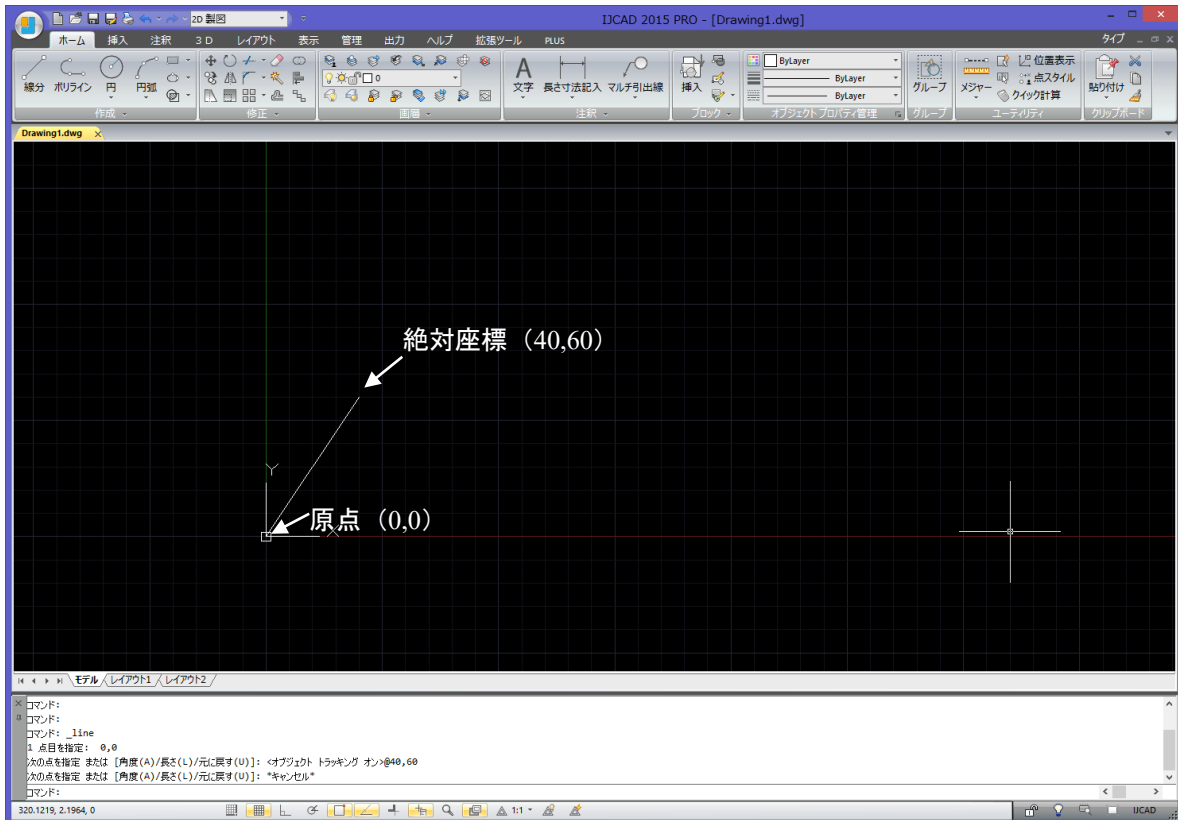 2D 製図
IJCAD 2015 PRO - [Drawing1.dwg]
ホーム 挿入 注釈 3 D レイアウト 表示 管理 出力 ヘルプ 拡張ツール PLUS タイプ
線分 ポリライン 円 円弧
0
文字 長さ寸法記入 マルチ引出線
挿入
ByLayer
ByLayer
ByLayer
グループ
メジャー
位置表示
点スタイル
クイック計算
貼り付け
作成 修正 画層 注釈 ブロック オブジェクト プロパティ管理 グループ ユーティリティ クリップボード
Drawing1.dwg
絶対座標（40,60）
Y
原点（0,0）
X
モデル レイアウト1 レイアウト2
コマンド:
コマンド:
コマンド: _line
1 点目を指定: 0,0
次の点を指定 または [角度(A)/長さ(L)/元に戻す(U)]: <オブジェクト トラッキング オン>@40,60
次の点を指定 または [角度(A)/長さ(L)/元に戻す(U)]: *キャンセル*
コマンド:
320.1219, 2.1964, 0
1:1
IJCAD